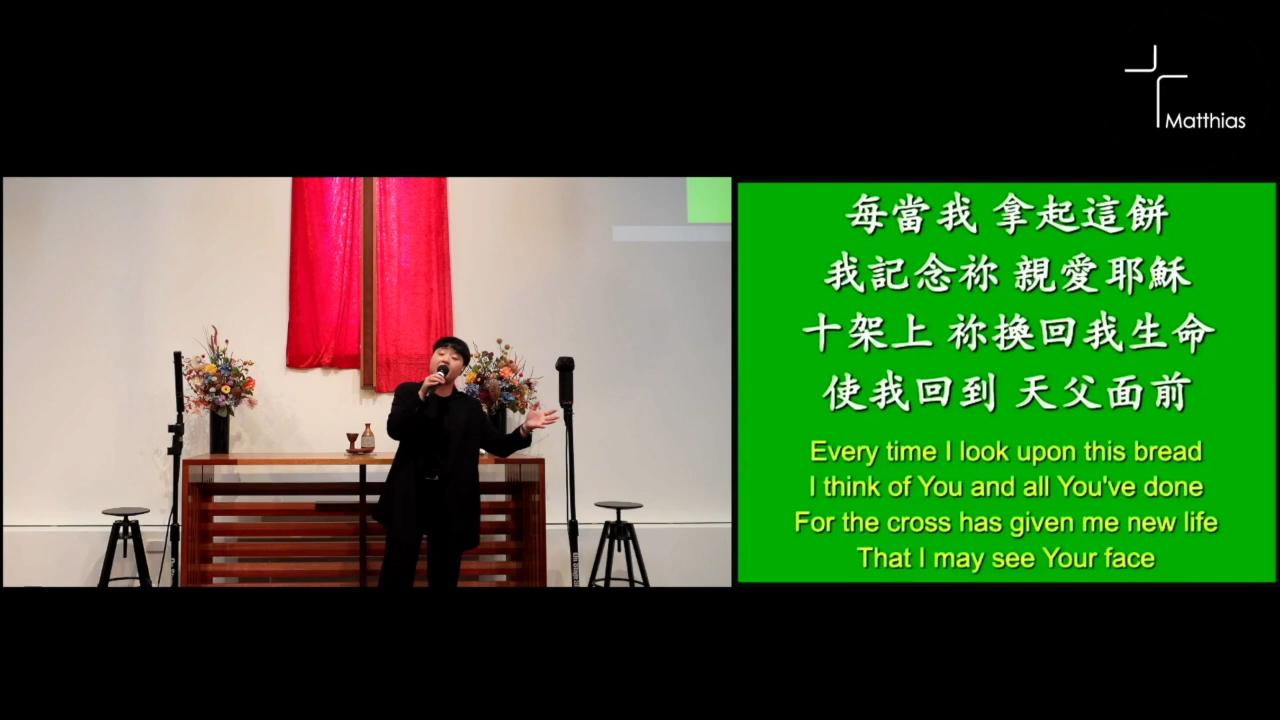 Matthias
每當我 拿起這餅
我記念祢 親愛耶穌
十架上 祢換回我生命
使我回到 天父面前
Every time I look upon this bread
I think of You and all You've done
For the cross has given me new life
That I may see Your face